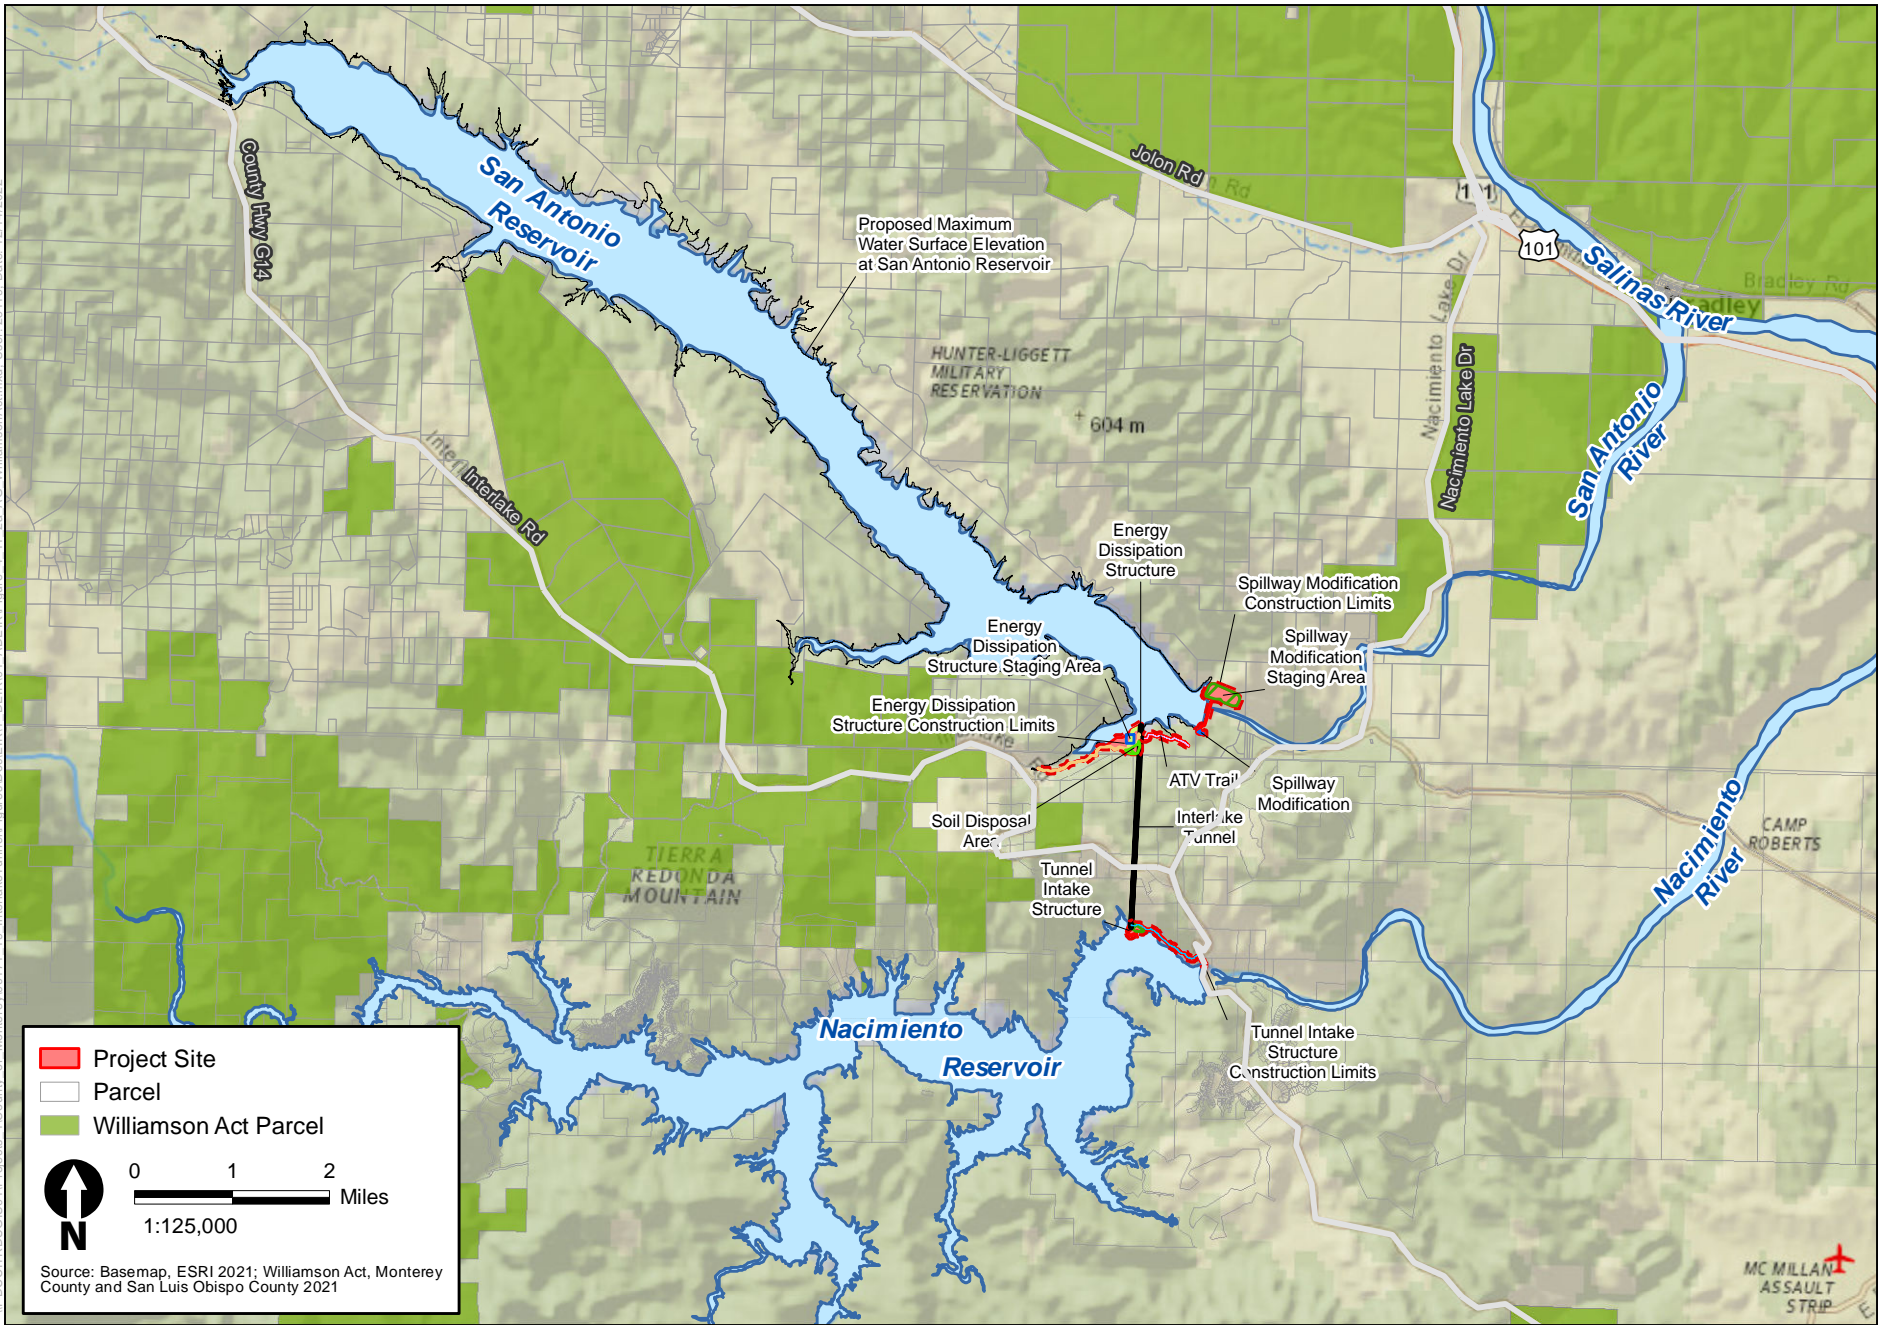 Jolon Rd
Jolon Rd
101
101
County Hwy G14
San Antonio
Reservoir
Proposed Maximum
Water Surface Elevation
at San Antonio Reservoir
Salinas River
Bradley Rd
Bradley
HUNTER-LIGGETT
MILITARY
RESERVATION
604 m
Nacimiento Lake Dr
Nacimiento Lake Dr
San Antonio
River
Interlake Rd
Energy
Dissipation
Structure
Spillway Modification
Construction Limits
Energy
Dissipation
Structure Staging Area
Spillway
Modification
Staging Area
Energy Dissipation
Structure Construction Limits
ATV Trail
Spillway
Modification
Soil Disposal
Area
Interlake
Tunnel
Nacimiento
River
CAMP
ROBERTS
TIERRA
REDONDA
MOUNTAIN
Tunnel
Intake
Structure
Nacimiento
Reservoir
Tunnel Intake
Structure
Construction Limits
Project Site
Parcel
Williamson Act Parcel
0 1 2
Miles
1:125,000
N
Source: Basemap, ESRI 2021; Williamson Act, Monterey
County and San Luis Obispo County 2021
MC MILLAN
ASSAULT
STRIP